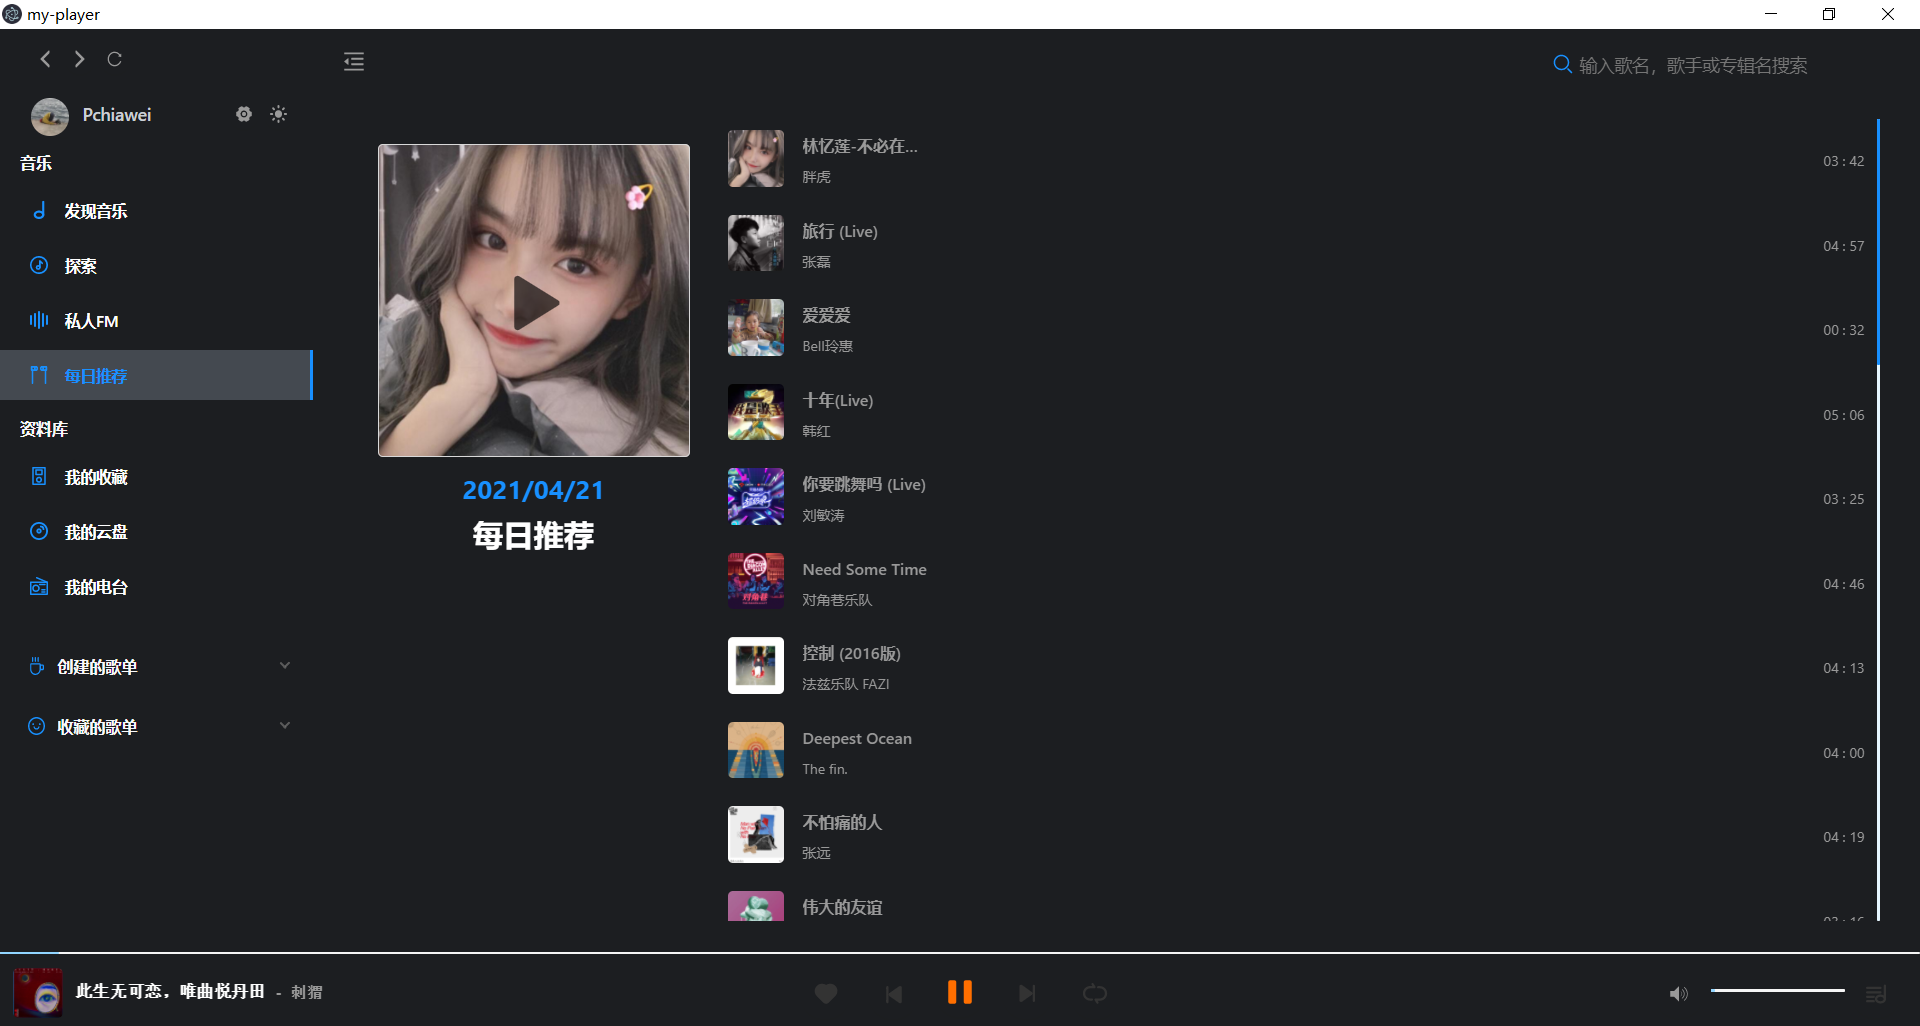 my-player
输入歌名，歌手或专辑名搜索
Pchiawei
音乐
发现音乐
探索
私人FM
每日推荐
资料库
我的收藏
我的云盘
我的电台
创建的歌单
收藏的歌单
2021/04/21
每日推荐
林忆莲-不必在...
胖虎
03 : 42
旅行 (Live)
张磊
04 : 57
爱爱爱
Bell玲惠
00 : 32
十年(Live)
韩红
05 : 06
你要跳舞吗 (Live)
刘敏涛
03 : 25
Need Some Time
对角巷乐队
04 : 46
控制 (2016版)
法兹乐队 FAZI
04 : 13
Deepest Ocean
The fin.
04 : 00
不怕痛的人
张远
04 : 19
伟大的友谊
此生无可恋，唯曲悦丹田 - 刺猬